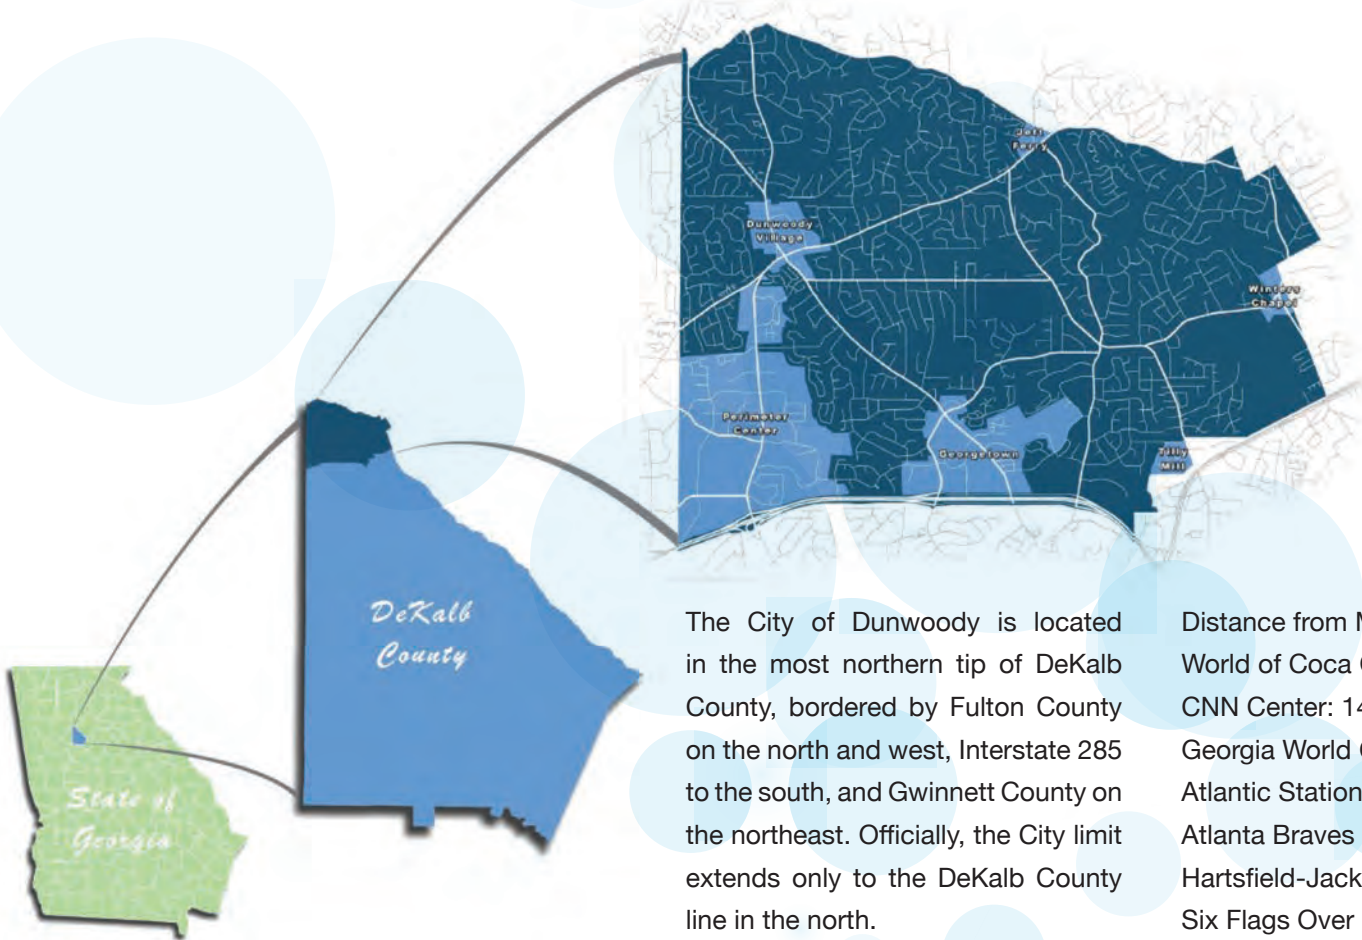 Jett
Ferry
Dunwoody
Village
Winters
Chapel
Perimeter
Center
Georgetown
Tilly
Mill
DeKalb
County
State of
Georgia
The City of Dunwoody is located
in the most northern tip of DeKalb
County, bordered by Fulton County
on the north and west, Interstate 285
to the south, and Gwinnett County on
the northeast. Officially, the City limit
extends only to the DeKalb County
line in the north.
Distance from
World of Coca
CNN Center: 14
Georgia World
Atlantic Station
Atlanta Braves
Hartsfield-Jack
Six Flags Over